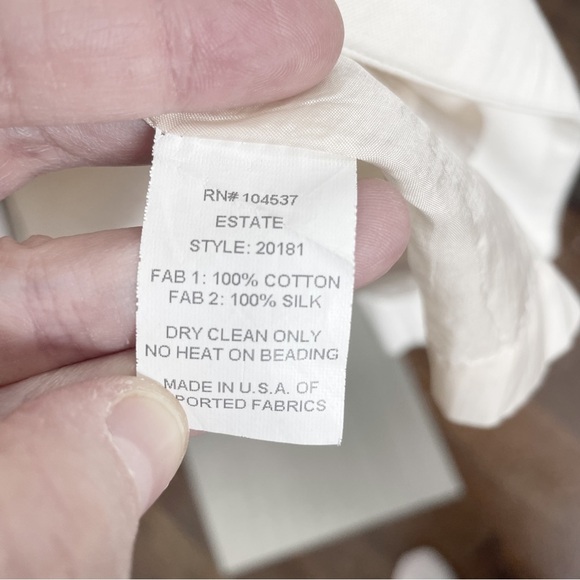 RN# 104537
ESTATE
STYLE: 20181
FAB 1: 100% COTTON
FAB 2: 100% SILK
DRY CLEAN ONLY
NO HEAT ON BEADING
MADE IN U.S.A. OF
PORTED FABRICS